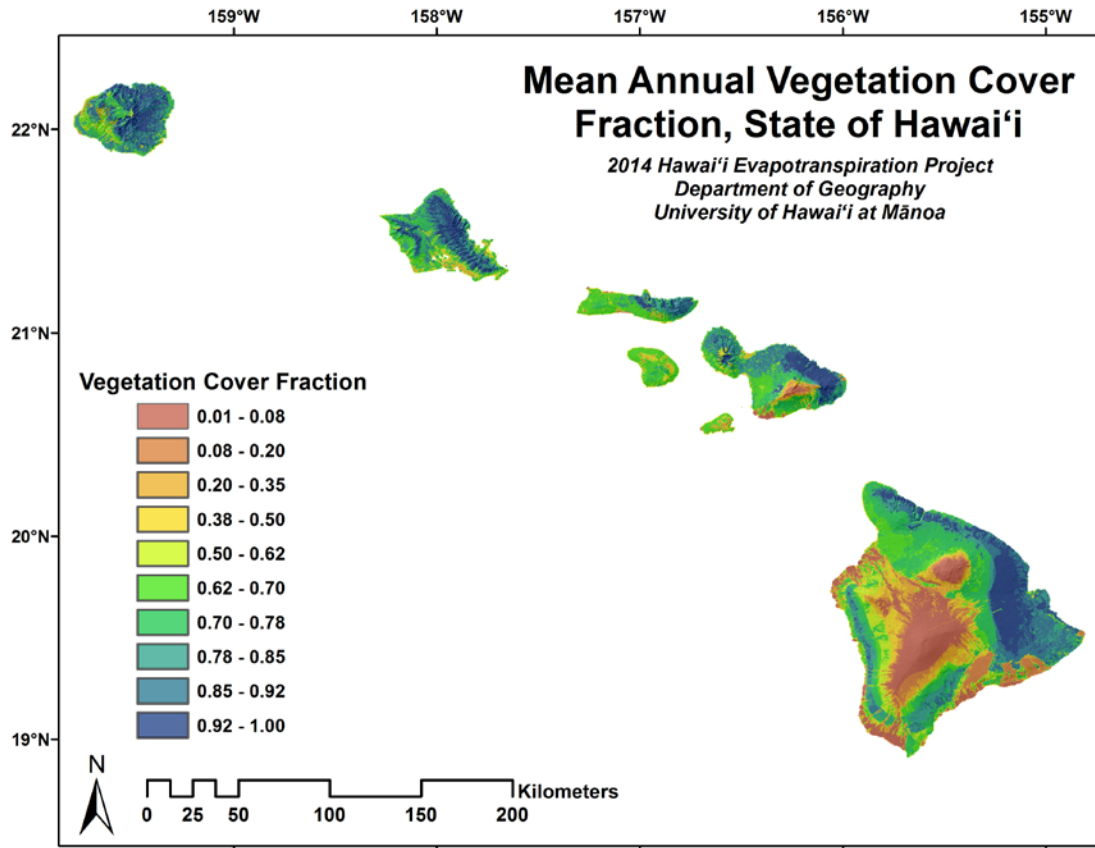 159°W 158°W 157°W 156°W 155°W
Mean Annual Vegetation Cover
Fraction, State of Hawai‘i
2014 Hawai‘i Evapotranspiration Project
Department of Geography
University of Hawai‘i at Mānoa
22°N
21°N
20°N
19°N
Vegetation Cover Fraction
0.01 - 0.08
0.08 - 0.20
0.20 - 0.35
0.38 - 0.50
0.50 - 0.62
0.62 - 0.70
0.70 - 0.78
0.78 - 0.85
0.85 - 0.92
0.92 - 1.00
N
Kilometers
0 25 50 100 150 200